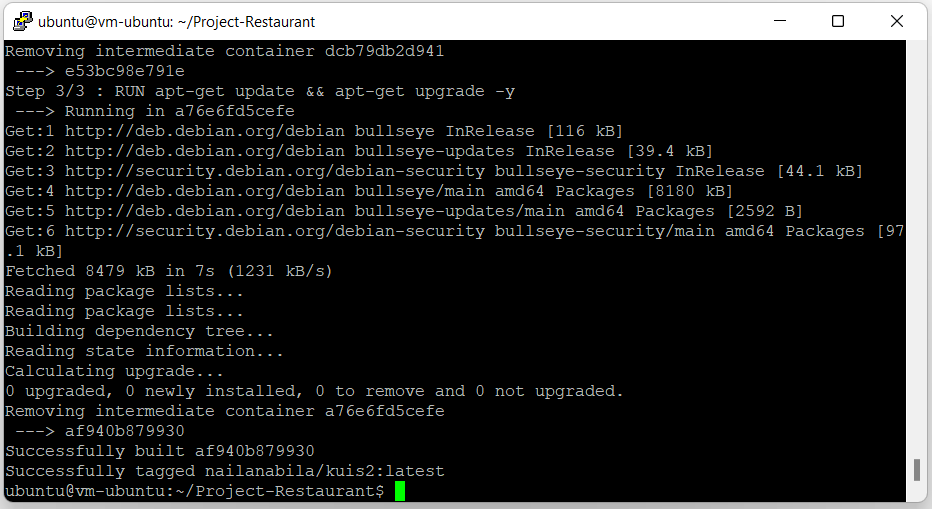 ubuntu@vm-ubuntu: ~/Project-Restaurant
Removing intermediate container dcb79db2d941
 ---> e53bc98e791e
Step 3/3 : RUN apt-get update && apt-get upgrade -y
 ---> Running in a76e6fd5cefe
Get:1 http://deb.debian.org/debian bullseye InRelease [116 kB]
Get:2 http://deb.debian.org/debian bullseye-updates InRelease [39.4 kB]
Get:3 http://security.debian.org/debian-security bullseye-security InRelease [44.1 kB]
Get:4 http://deb.debian.org/debian bullseye/main amd64 Packages [8180 kB]
Get:5 http://deb.debian.org/debian bullseye-updates/main amd64 Packages [2592 B]
Get:6 http://security.debian.org/debian-security bullseye-security/main amd64 Packages [97
.1 kB]
Fetched 8479 kB in 7s (1231 kB/s)
Reading package lists...
Reading package lists...
Building dependency tree...
Reading state information...
Calculating upgrade...
0 upgraded, 0 newly installed, 0 to remove and 0 not upgraded.
Removing intermediate container a76e6fd5cefe
 ---> af940b879930
Successfully built af940b879930
Successfully tagged nailanabila/kuis2:latest
ubuntu@vm-ubuntu:~/Project-Restaurant$